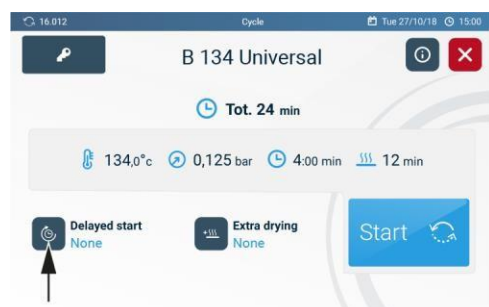 16.012 Cycle Tue 27/10/18 15:00
B 134 Universal
Tot. 24 min
134,0°c 0,125 bar 4:00 min 12 min
Delayed start Extra drying Start
None None